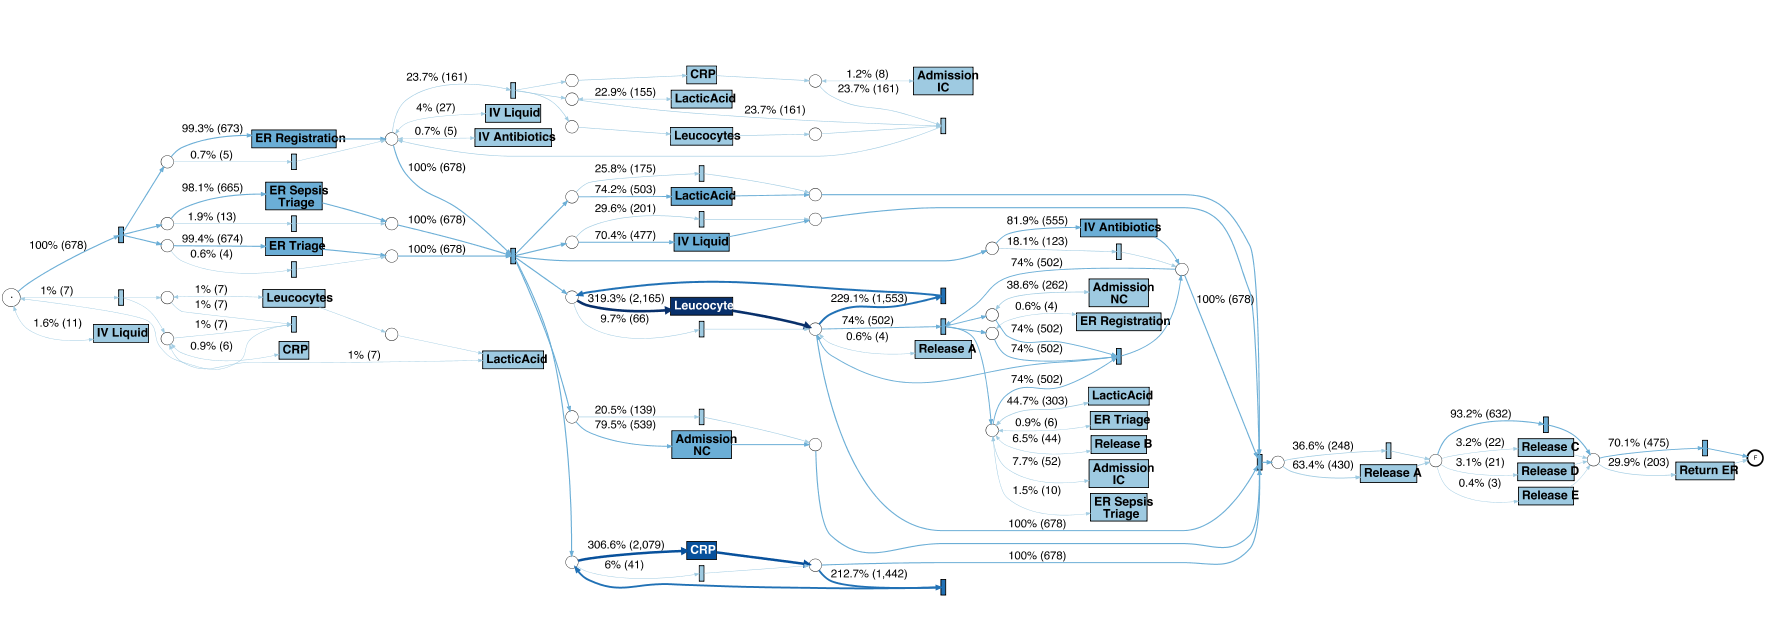 23.7% (161)
CRP
1.2% (8)
Admission
IC
22.9% (155)
LacticAcid
23.7% (161)
4% (27)
IV Liquid
23.7% (161)
99.3% (673)
ER Registration
0.7% (5)
IV Antibiotics
Leucocytes
0.7% (5)
100% (678)
25.8% (175)
98.1% (665)
ER Sepsis
Triage
74.2% (503)
LacticAcid
29.6% (201)
1.9% (13)
100% (678)
81.9% (555)
IV Antibiotics
70.4% (477)
IV Liquid
99.4% (674)
ER Triage
100% (678)
18.1% (123)
100% (678)
0.6% (4)
74% (502)
1% (7)
1% (7)
Leucocytes
1% (7)
319.3% (2,165)
Leucocyte
229.1% (1,553)
38.6% (262)
Admission
NC
100% (678)
0.6% (4)
ER Registration
9.7% (66)
74% (502)
74% (502)
1.6% (11)
IV Liquid
1% (7)
0.6% (4)
Release A
74% (502)
0.9% (6)
CRP
1% (7)
LacticAcid
74% (502)
44.7% (303)
LacticAcid
20.5% (139)
0.9% (6)
ER Triage
79.5% (539)
Admission
NC
6.5% (44)
Release B
7.7% (52)
Admission
IC
1.5% (10)
ER Sepsis
Triage
93.2% (632)
36.6% (248)
3.2% (22)
Release C
70.1% (475)
63.4% (430)
Release A
3.1% (21)
Release D
29.9% (203)
Return ER
F
0.4% (3)
Release E
100% (678)
306.6% (2,079)
CRP
100% (678)
6% (41)
212.7% (1,442)